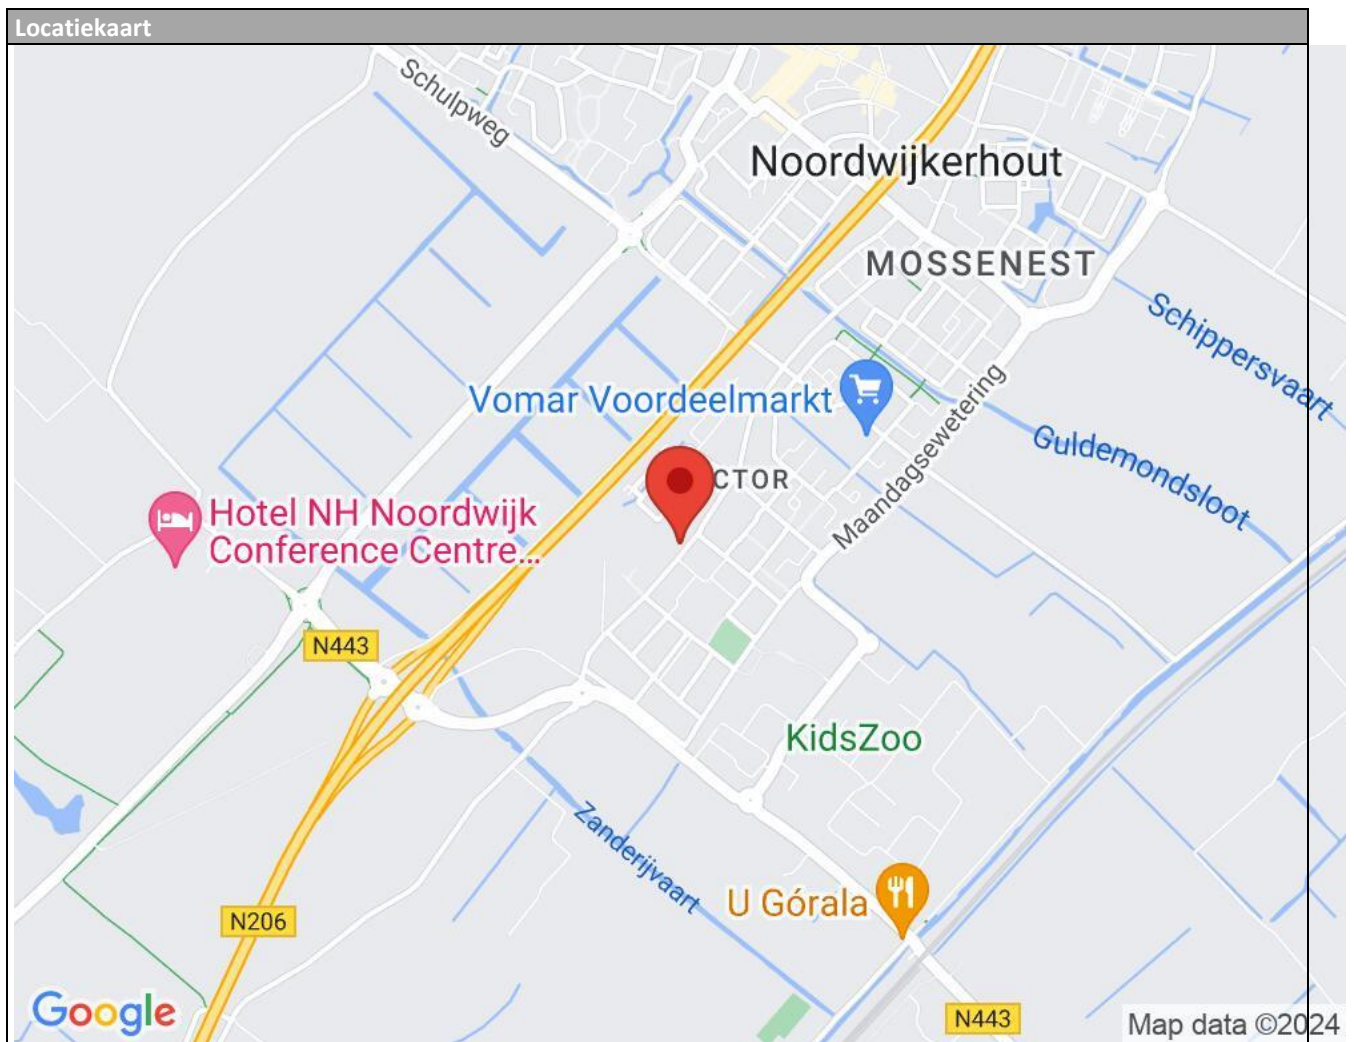 Locatiekaart
Schulpweg
Noordwijkerhout
MOSSENEST
Schippersvaart
Vomar Voordeelmarkt
Maandagsewetering
Guldemondsloot
CTOR
Hotel NH Noordwijk
Conference Centre...
N443
KidsZoo
Zanderijvaart
U Górala
N206
Google
N443
Map data ©2024